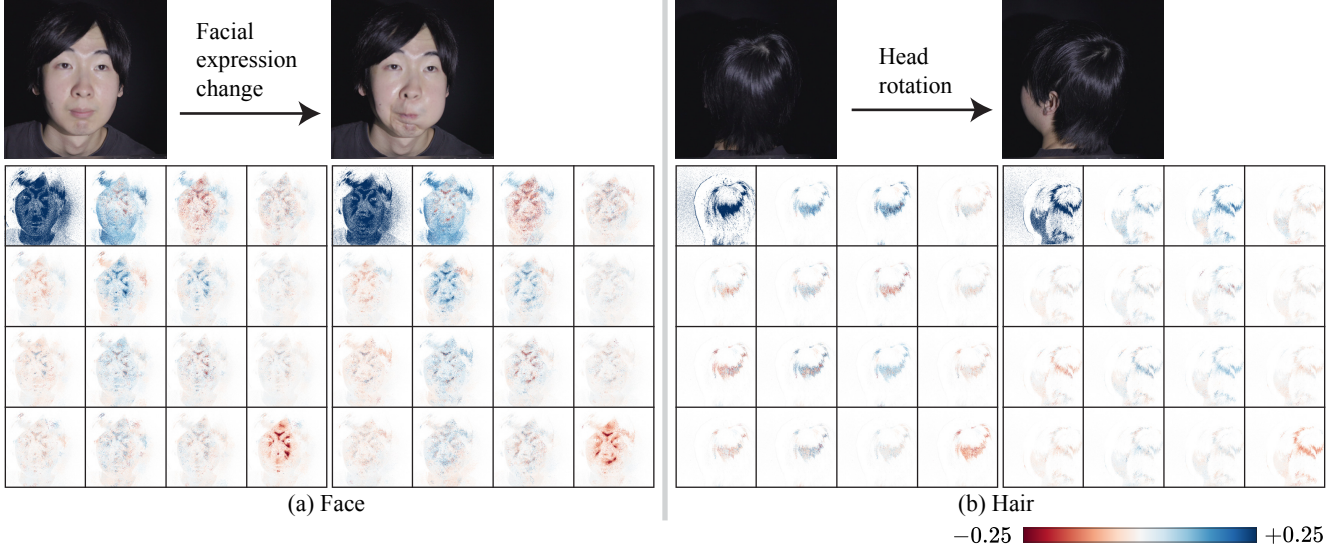 Facial
expression
change
Head
rotation
(a) Face
(b) Hair
−0.25
+0.25